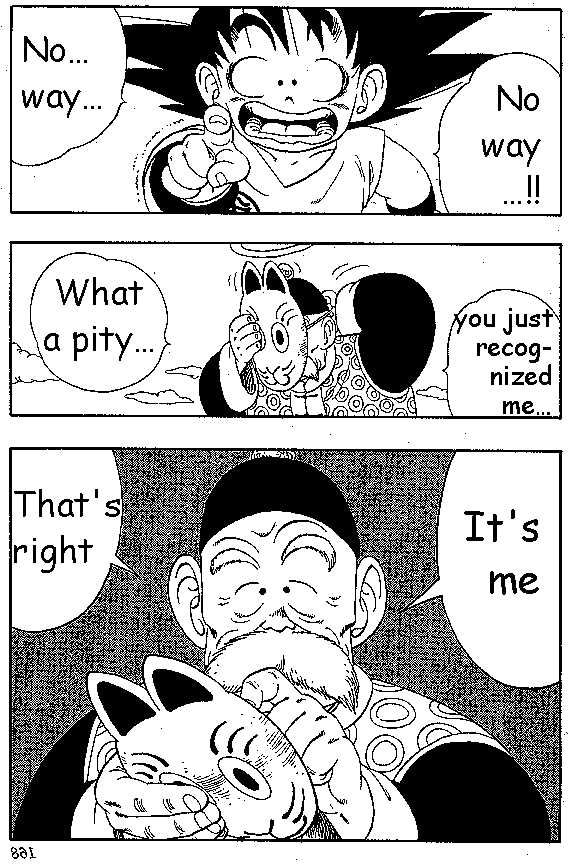 No...
way...
No
way
...!!
What
a pity...
you just
recog-
nized
me...
That's
right
It's
me
168